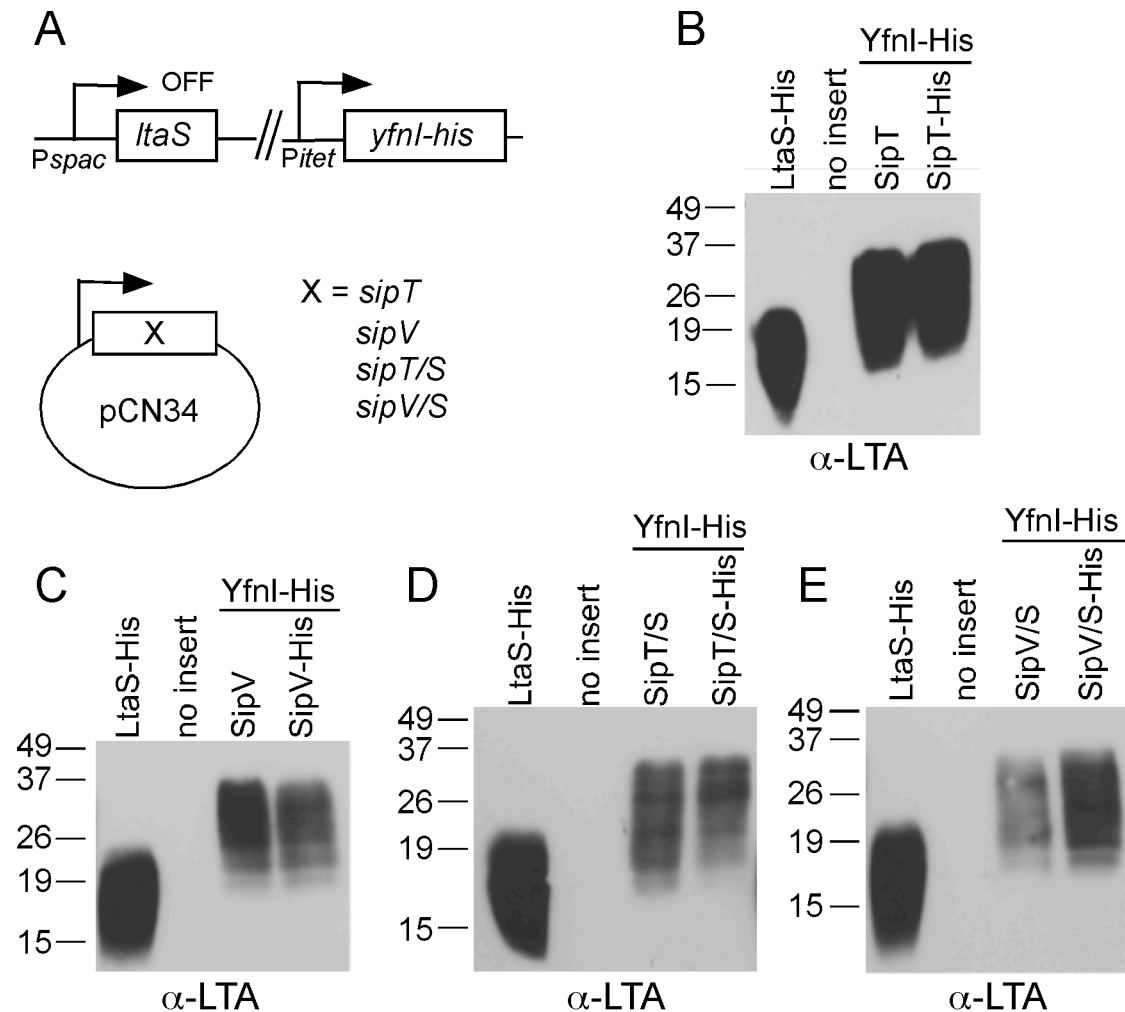 A
OFF
ltaS
yfnI-his
Pspac
Pitet
X
pCN34
X = sipT
sipV
sipT/S
sipV/S
B
YfnI-His
LtaS-His
no insert
SipT
SipT-His
49
37
26
19
15
α-LTA
C
YfnI-His
LtaS-His
no insert
SipV
SipV-His
49
37
26
19
15
α-LTA
D
YfnI-His
LtaS-His
no insert
SipT/S
SipT/S-His
49
37
26
19
15
α-LTA
E
YfnI-His
LtaS-His
no insert
SipV/S
SipV/S-His
49
37
26
19
15
α-LTA